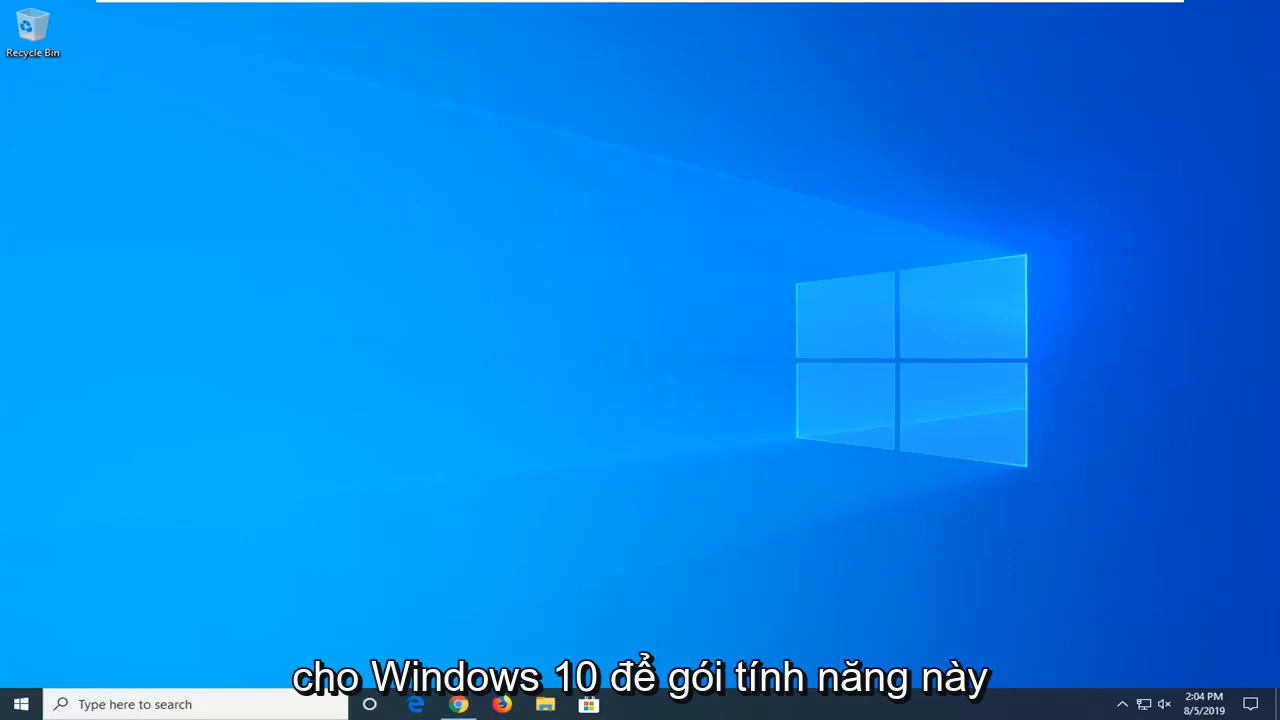 Recycle Bin
cho Windows 10 để gói tính năng này
Type here to search
2:04 PM
8/5/2019